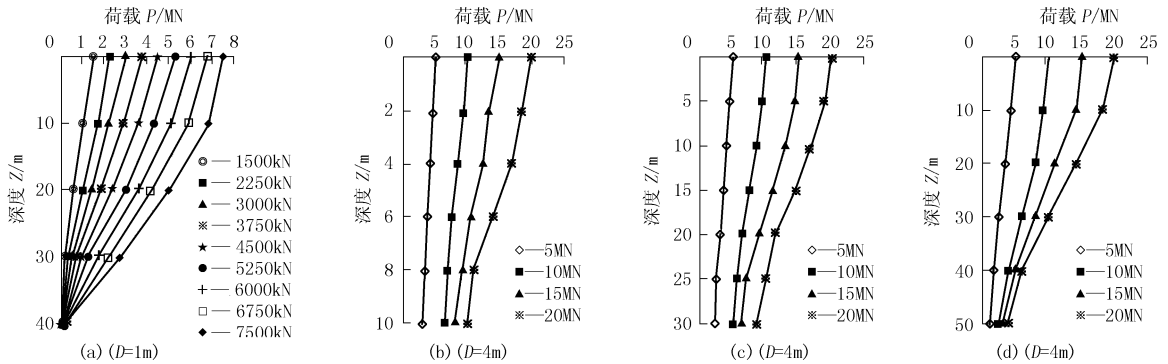 荷载 P/MN
0 1 2 3 4 5 6 7 8
10
20
30
40
深度 Z/m
1500kN
2250kN
3000kN
3750kN
4500kN
5250kN
6000kN
6750kN
7500kN
(a)(D=1m)
荷载 P/MN
0 5 10 15 20 25
2
4
6
8
10
深度 Z/m
5MN
10MN
15MN
20MN
(b)(D=4m)
荷载 P/MN
0 5 10 15 20 25
5
10
15
20
25
30
深度 Z/m
5MN
10MN
15MN
20MN
(c)(D=4m)
荷载 P/MN
0 5 10 15 20 25
10
20
30
40
50
深度 Z/m
5MN
10MN
15MN
20MN
(d)(D=4m)